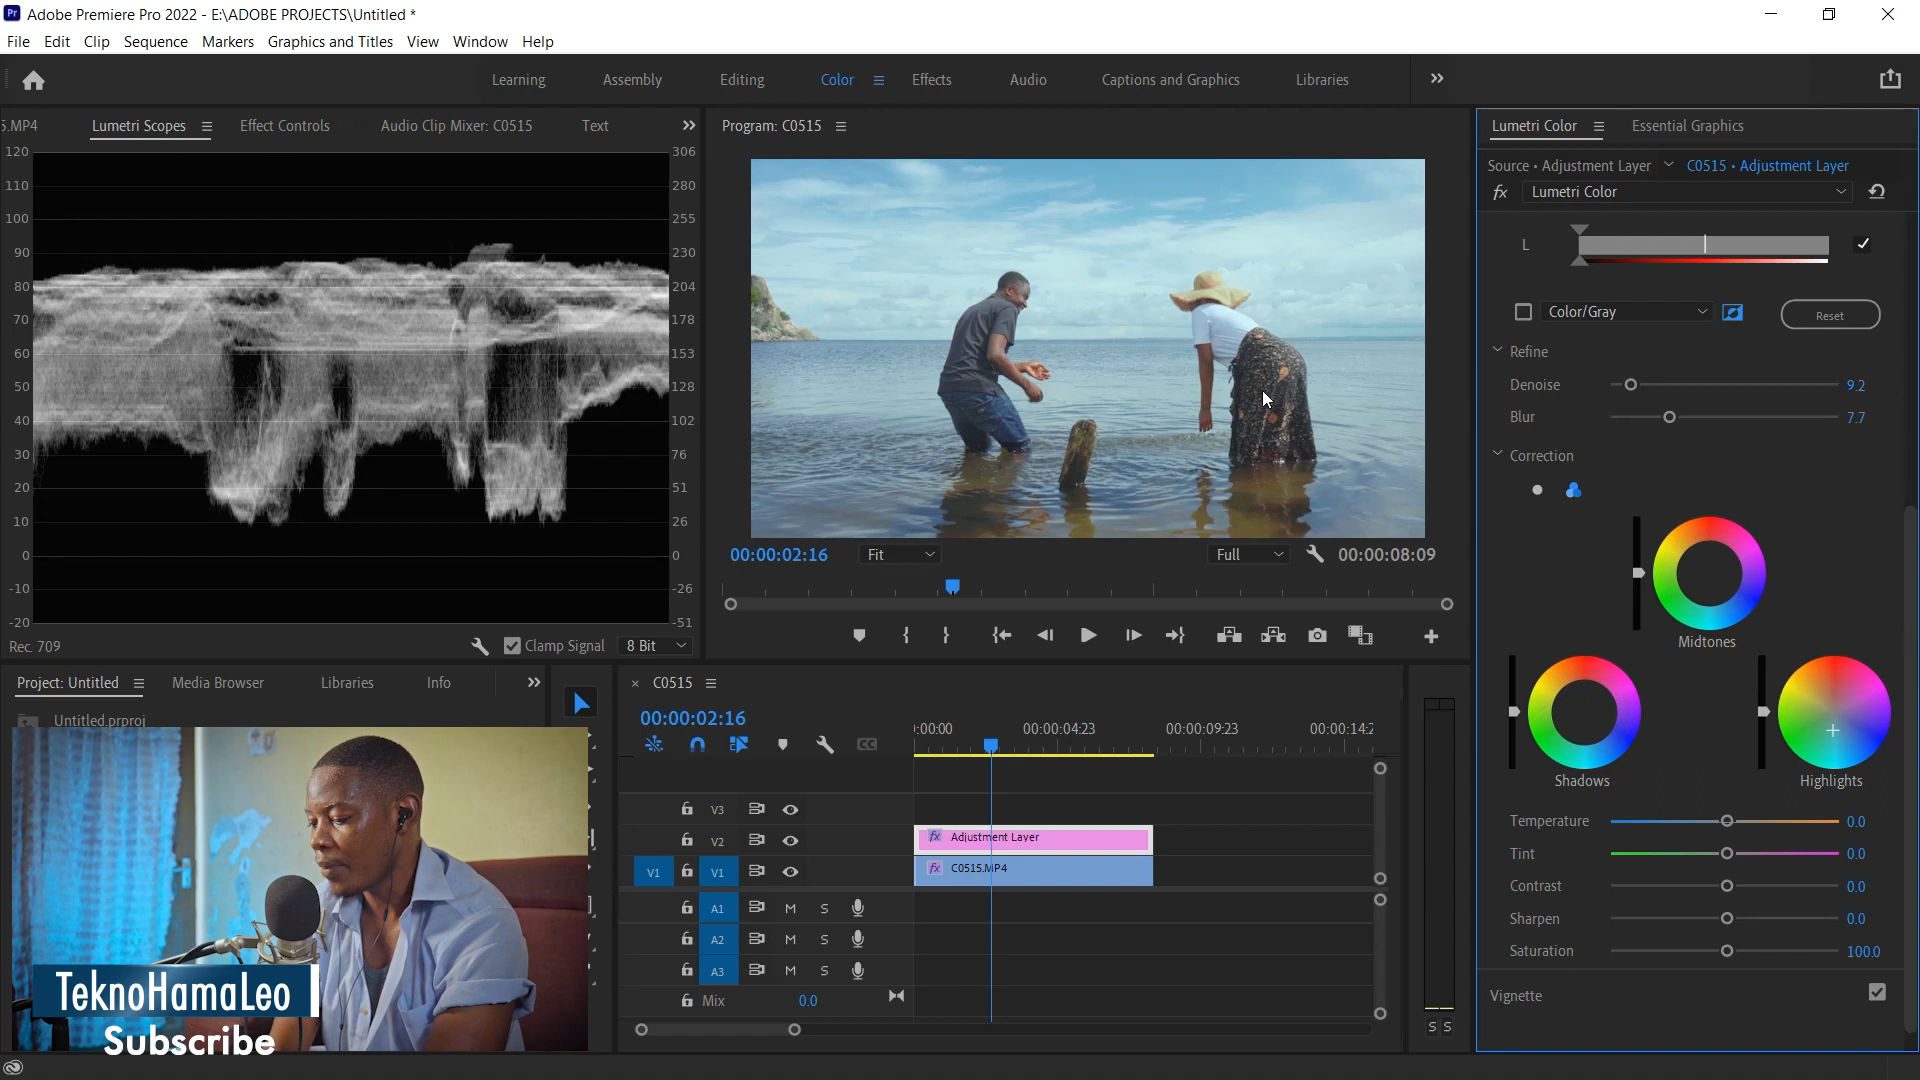 Pr Adobe Premiere Pro 2022 - E:\ADOBE PROJECTS\Untitled *
File Edit Clip Sequence Markers Graphics and Titles View Window Help
Learning Assembly Editing Color Effects Audio Captions and Graphics Libraries
5.MP4 Lumetri Scopes Effect Controls Audio Clip Mixer: C0515 Text
120 306
110 280
100 255
90 230
80 204
70 178
60 153
50 128
40 102
30 76
20 51
10 26
0 0
-10 -26
-20 -51
Rec. 709 Clamp Signal 8 Bit
Program: C0515
00:00:02:16 Fit Full 00:00:08:09
Lumetri Color Essential Graphics
Source • Adjustment Layer C0515 • Adjustment Layer
fx Lumetri Color
L
Color/Gray Reset
Refine
Denoise 9.2
Blur 7.7
Correction
Midtones
Shadows Highlights
Temperature 0.0
Tint 0.0
Contrast 0.0
Sharpen 0.0
Saturation 100.0
Vignette
Project: Untitled Media Browser Libraries Info
Untitled.prproj
TeknoHamaLeo
Subscribe
× C0515
00:00:02:16
:00:00 00:00:04:23 00:00:09:23 00:00:14:2
CC
V3
V2 fx Adjustment Layer
V1 V1 fx C0515.MP4
A1 M S
A2 M S
A3 M S
Mix 0.0
S S